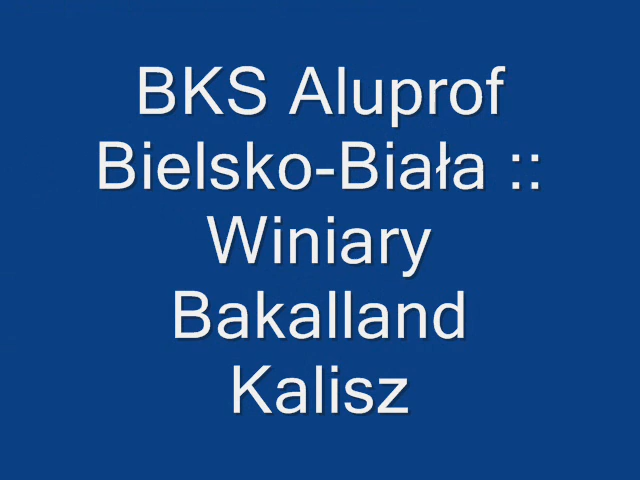 BKS Aluprof
Bielsko-Biała ::
Winiary
Bakalland
Kalisz